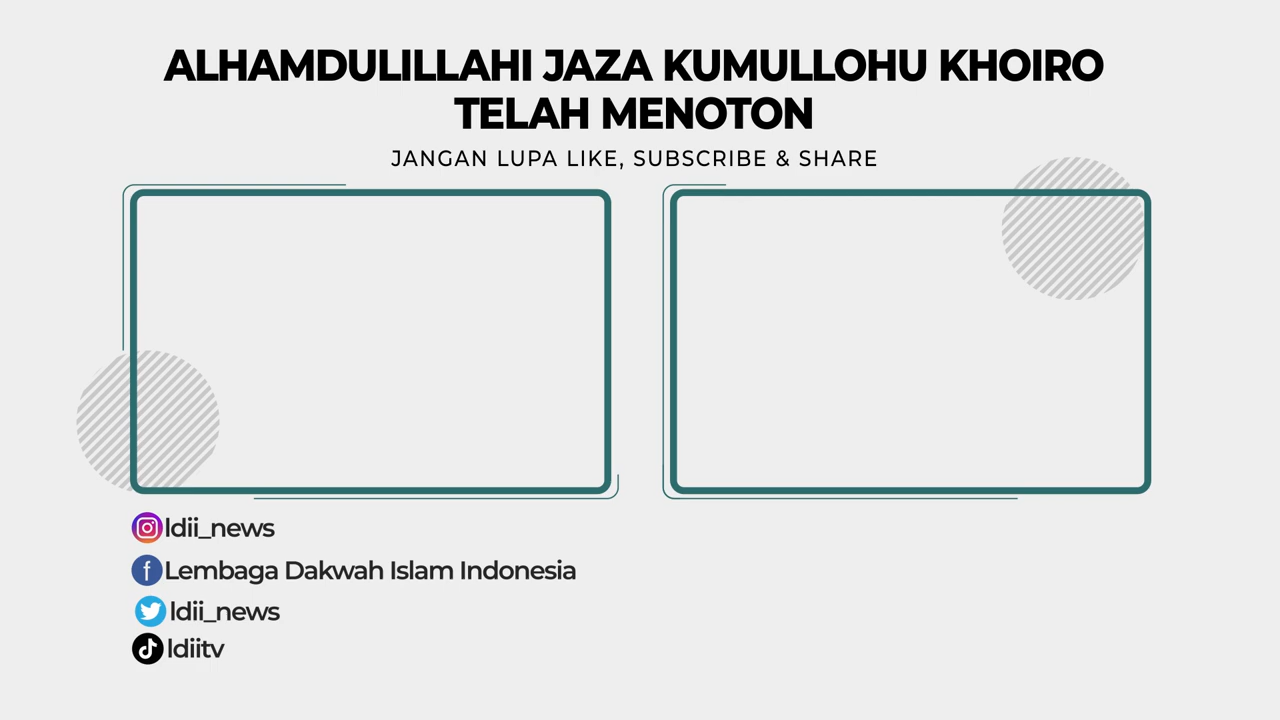 ALHAMDULILLAHI JAZA KUMULLOHU KHOIRO
TELAH MENOTON
JANGAN LUPA LIKE, SUBSCRIBE & SHARE
ldii_news
Lembaga Dakwah Islam Indonesia
ldii_news
ldiitv